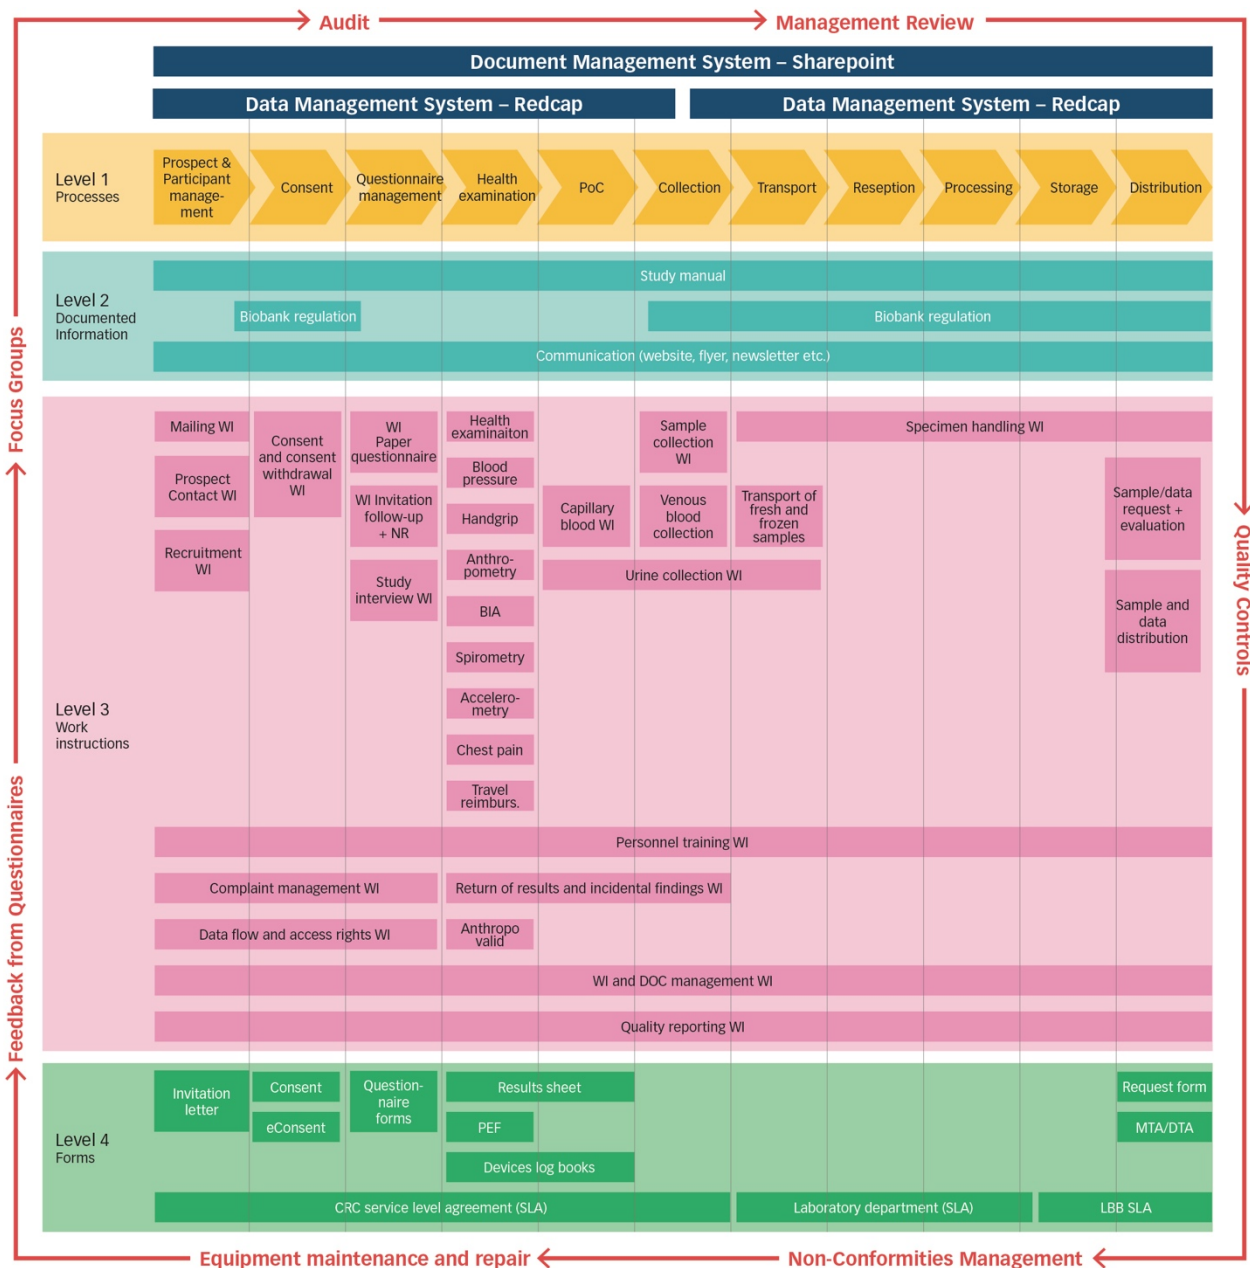 Audit
Management Review
Document Management System – Sharepoint
Data Management System – Redcap
Data Management System – Redcap
Level 1
Processes
Prospect &
Participant
manage-
ment
Consent
Questionnaire
management
Health
examination
PoC
Collection
Transport
Reseption
Processing
Storage
Distribution
Level 2
Documented
Information
Study manual
Biobank regulation
Biobank regulation
Communication (website, flyer, newsletter etc.)
Focus Groups
Feedback from Questionnaires
Quality Controls
Level 3
Work
instructions
Mailing WI
Prospect
Contact WI
Recruitment
WI
Consent
and consent
withdrawal
WI
WI
Paper
questionnaire
WI Invitation
follow-up
+ NR
Study
interview WI
Health
examinaiton
Blood
pressure
Handgrip
Anthro-
pometry
BIA
Spirometry
Accelero-
metry
Chest pain
Travel
reimburs.
Capillary
blood WI
Sample
collection
WI
Venous
blood
collection
Transport of
fresh and
frozen
samples
Urine collection WI
Specimen handling WI
Sample/data
request +
evaluation
Sample and
data
distribution
Personnel training WI
Complaint management WI
Return of results and incidental findings WI
Data flow and access rights WI
Anthropo
valid
WI and DOC management WI
Quality reporting WI
Level 4
Forms
Invitation
letter
Consent
eConsent
Question-
naire
forms
Results sheet
PEF
Devices log books
Request form
MTA/DTA
CRC service level agreement (SLA)
Laboratory department (SLA)
LBB SLA
Equipment maintenance and repair
Non-Conformities Management